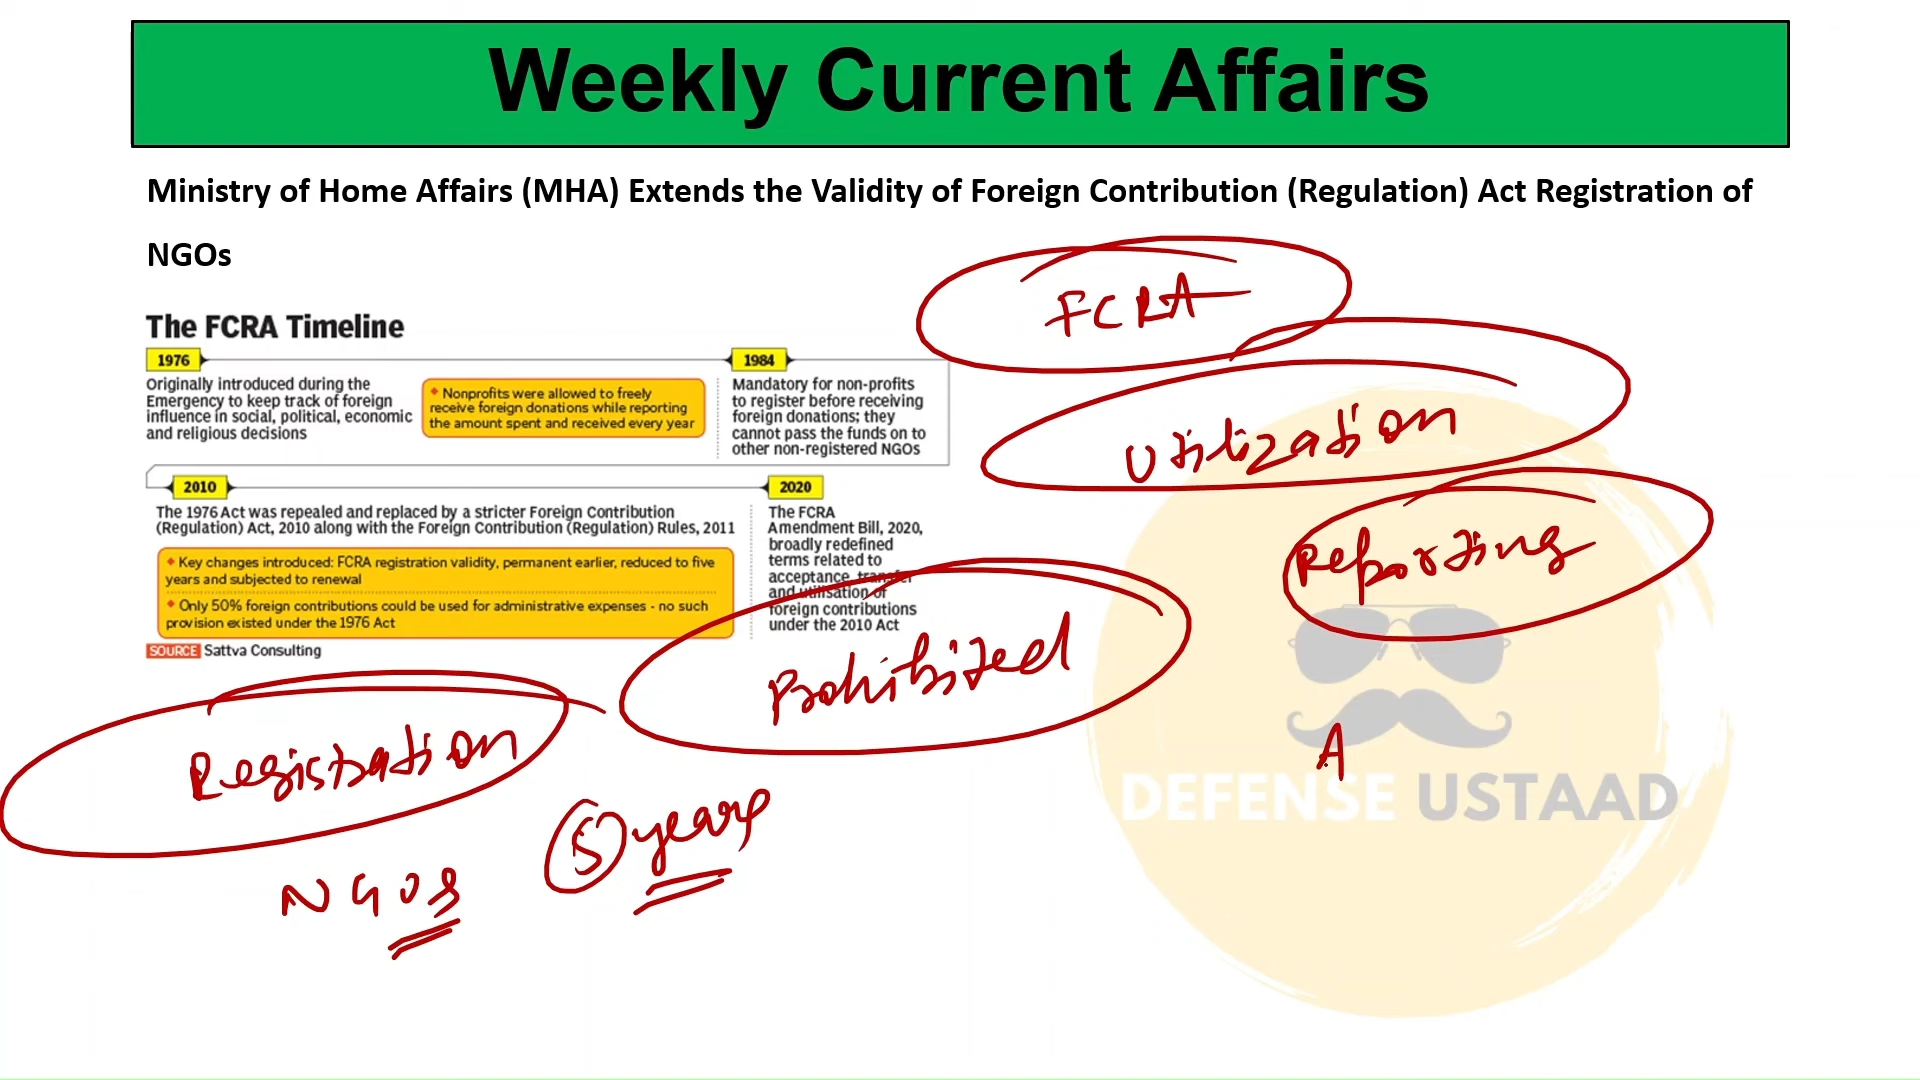 Weekly Current Affairs
Ministry of Home Affairs (MHA) Extends the Validity of Foreign Contribution (Regulation) Act Registration of
NGOs
FCRA
The FCRA Timeline
1976
Originally introduced during the
Emergency to keep track of foreign
influence in social, political, economic
and religious decisions
Nonprofits were allowed to freely
receive foreign donations while reporting
the amount spent and received every year
1984
Mandatory for non-profits
to register before receiving
foreign donations; they
cannot pass the funds on to
other non-registered NGOs
Utilization
2010
The 1976 Act was repealed and replaced by a stricter Foreign Contribution
(Regulation) Act, 2010 along with the Foreign Contribution (Regulation) Rules, 2011
Key changes introduced: FCRA registration validity, permanent earlier, reduced to five
years and subjected to renewal
Only 50% foreign contributions could be used for administrative expenses - no such
provision existed under the 1976 Act
2020
The FCRA
Amendment Bill, 2020,
broadly redefined
terms related to
acceptance, transfer
and utilisation of
foreign contributions
under the 2010 Act
Reporting
SOURCE Sattva Consulting
Prohibited
Registration
A
DEFENSE USTAAD
5 years
NGOs